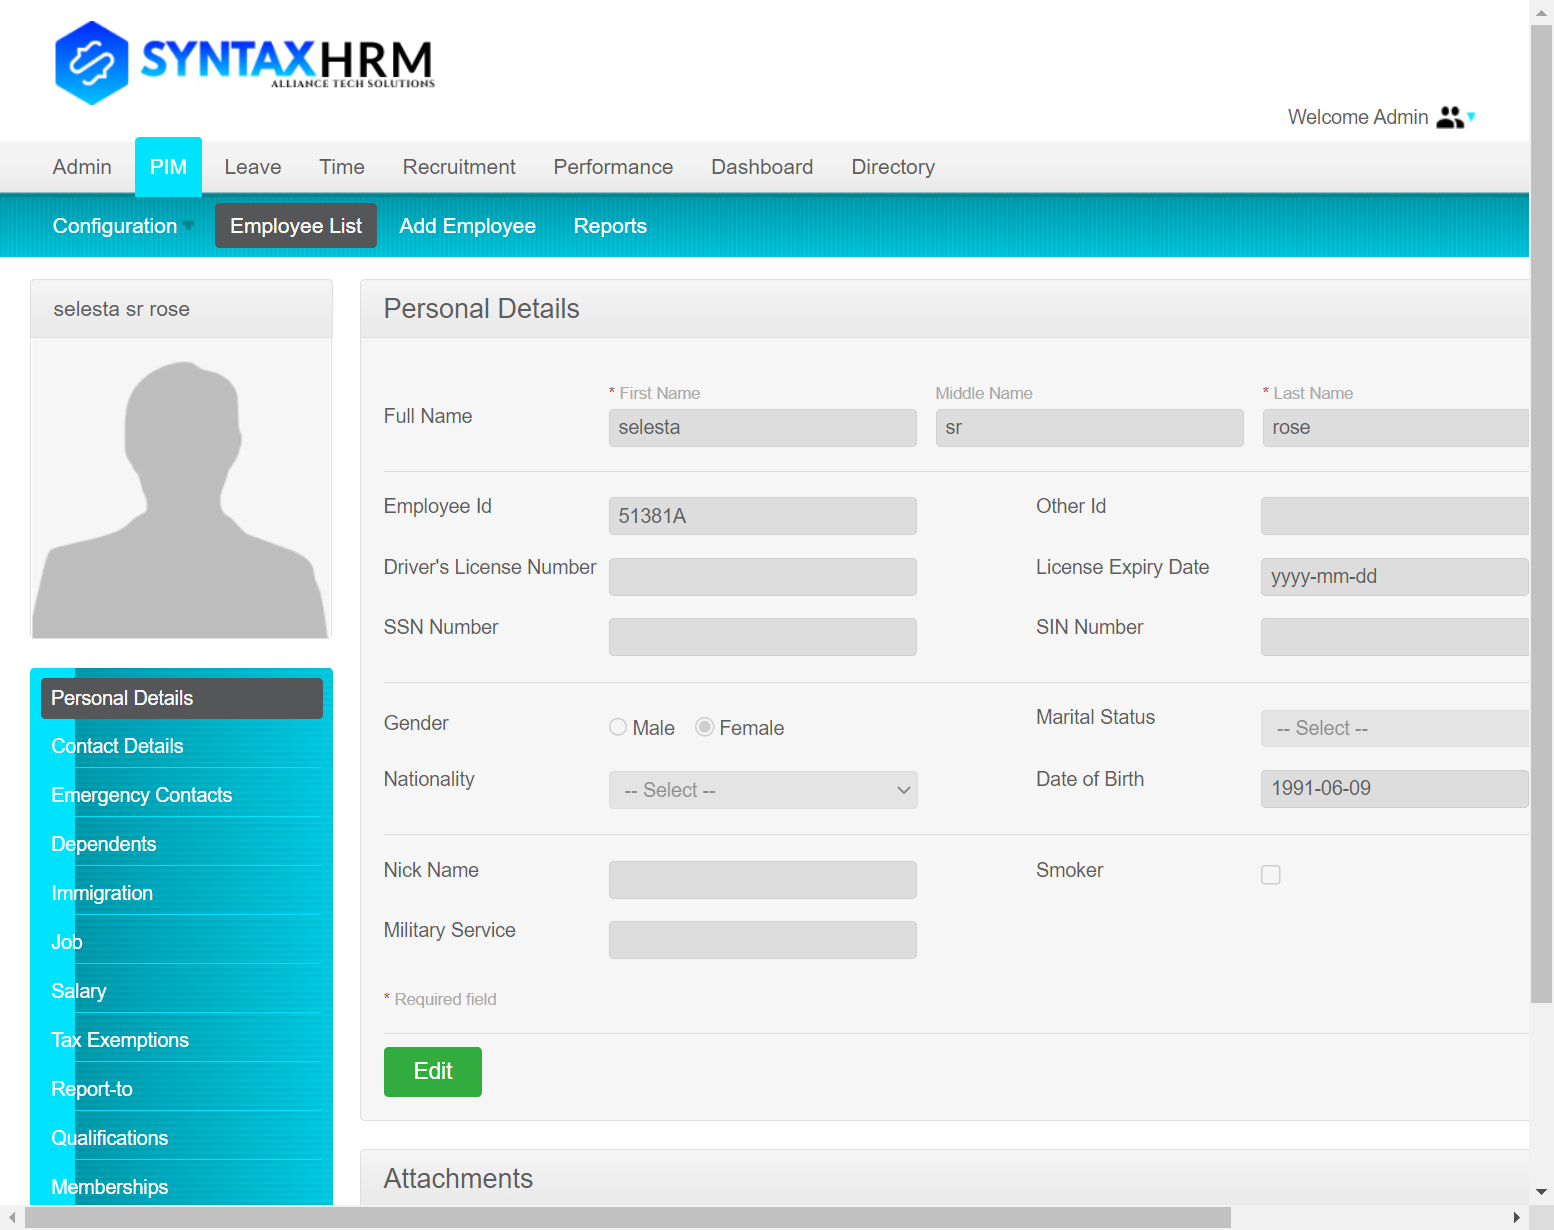 SYNTAXHRM
ALLIANCE TECH SOLUTIONS
Welcome Admin
Admin PIM Leave Time Recruitment Performance Dashboard Directory
Configuration Employee List Add Employee Reports
selesta sr rose
Personal Details
Contact Details
Emergency Contacts
Dependents
Immigration
Job
Salary
Tax Exemptions
Report-to
Qualifications
Memberships
Personal Details
* First Name Middle Name * Last Name
Full Name selesta sr rose
Employee Id 51381A Other Id
Driver's License Number License Expiry Date yyyy-mm-dd
SSN Number SIN Number
Gender Male Female Marital Status -- Select --
Nationality -- Select -- Date of Birth 1991-06-09
Nick Name Smoker
Military Service
* Required field
Edit
Attachments